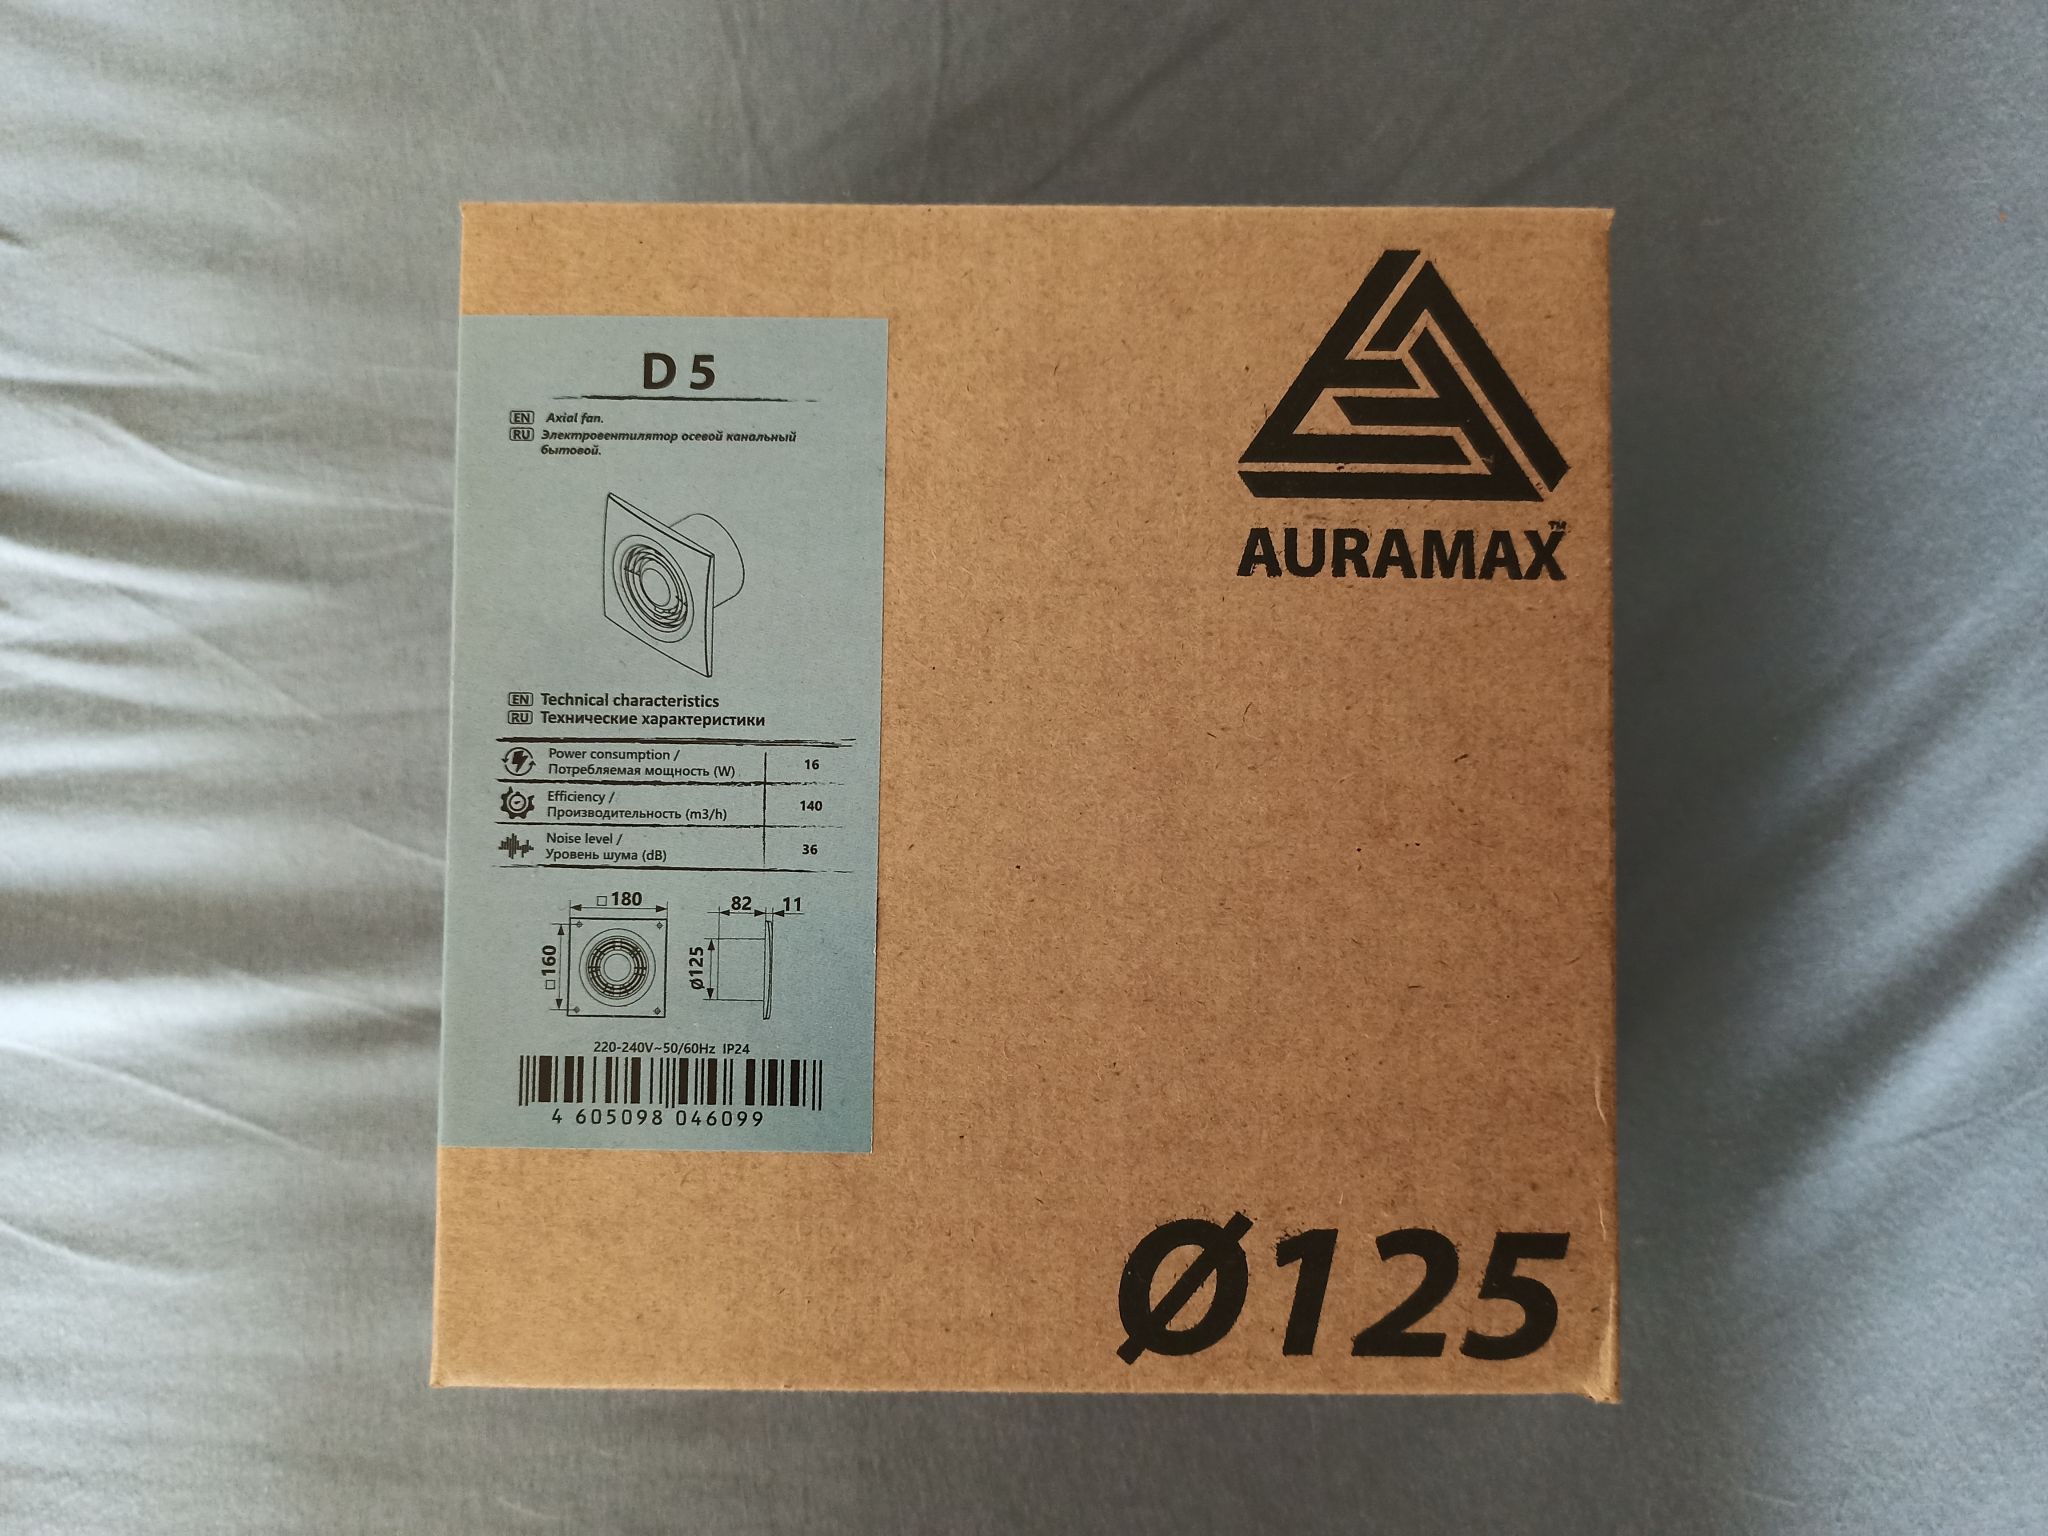 D 5
EN Axial fan.
RU Электровентилятор осевой канальный
бытовой.
AURAMAX™
EN Technical characteristics
RU Технические характеристики
Power consumption /
Потребляемая мощность (W) 16
Efficiency /
Производительность (m3/h) 140
Noise level /
Уровень шума (dB) 36
□180
□160
82 11
Ø125
220-240V~50/60Hz IP24
4 605098 046099
Ø125